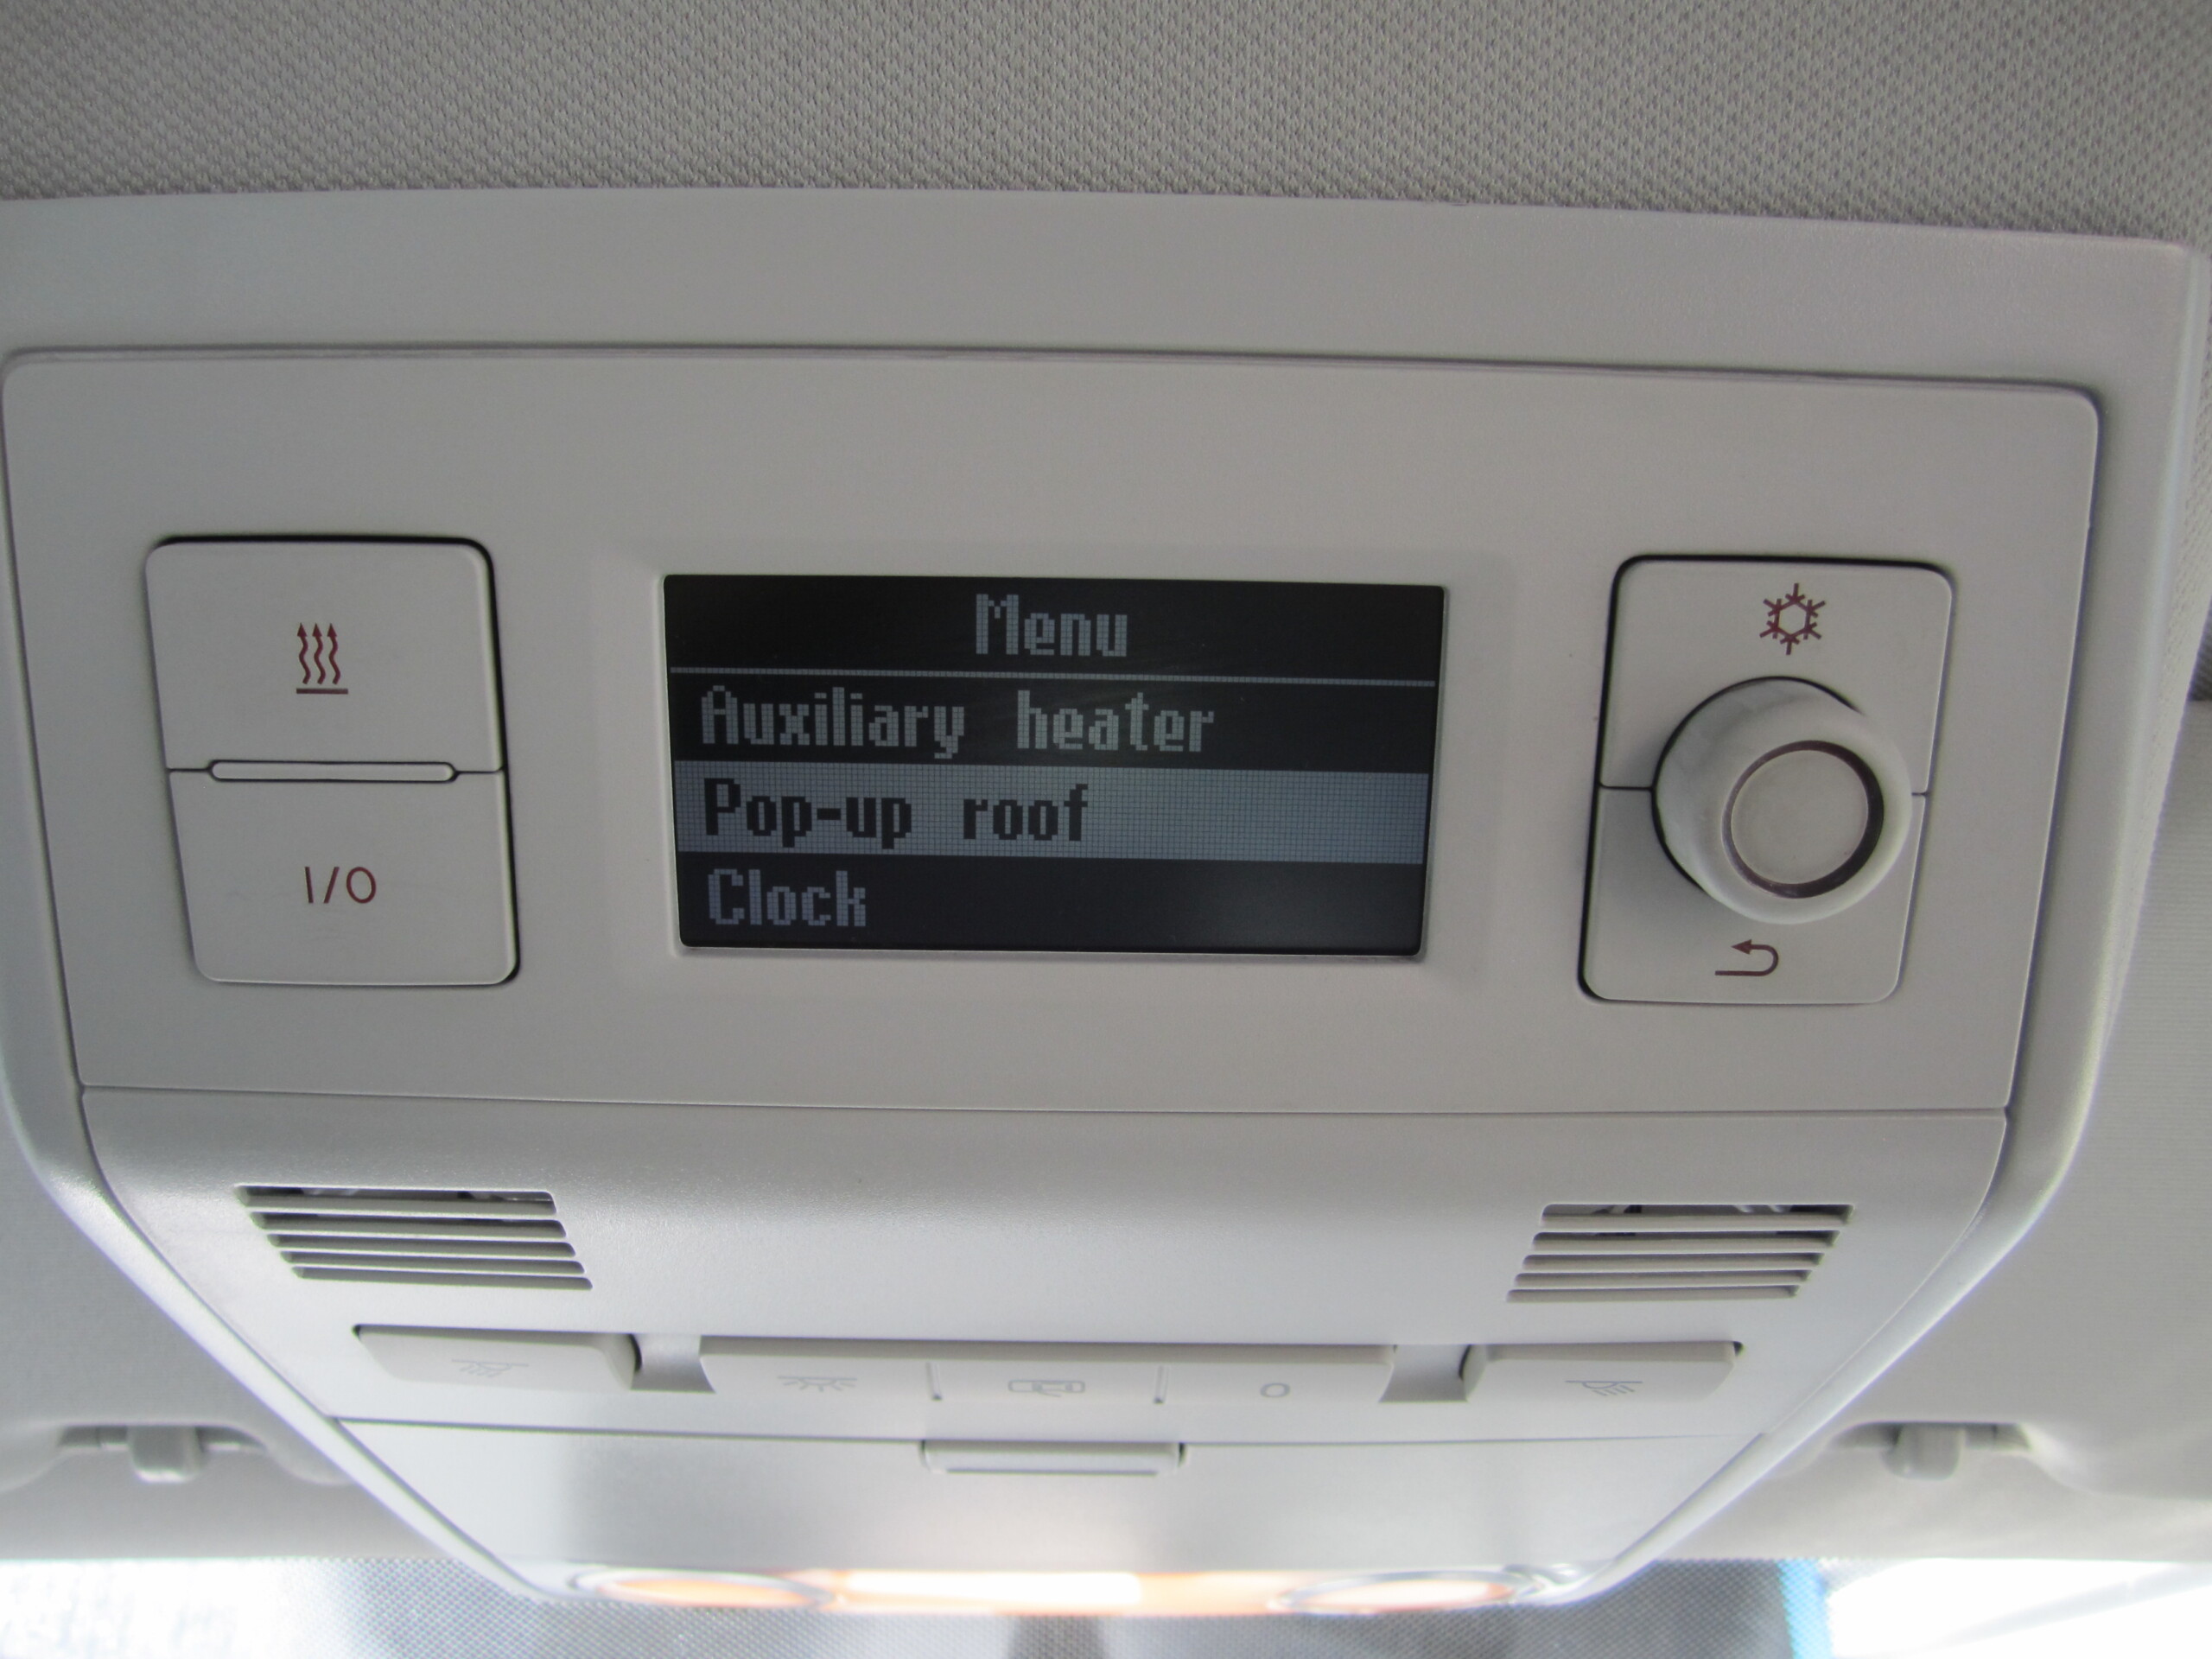 Menu
Auxiliary heater
Pop-up roof
Clock
I/O
O